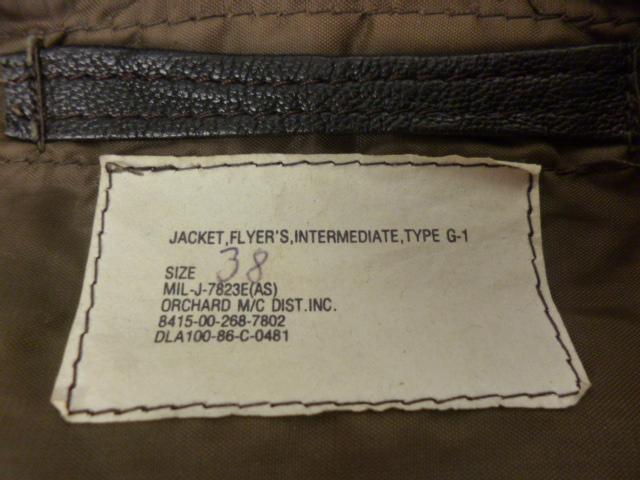 JACKET,FLYER'S,INTERMEDIATE,TYPE G-1
SIZE 38
MIL-J-7823E(AS)
ORCHARD M/C DIST.INC.
8415-00-268-7802
DLA100-86-C-0481